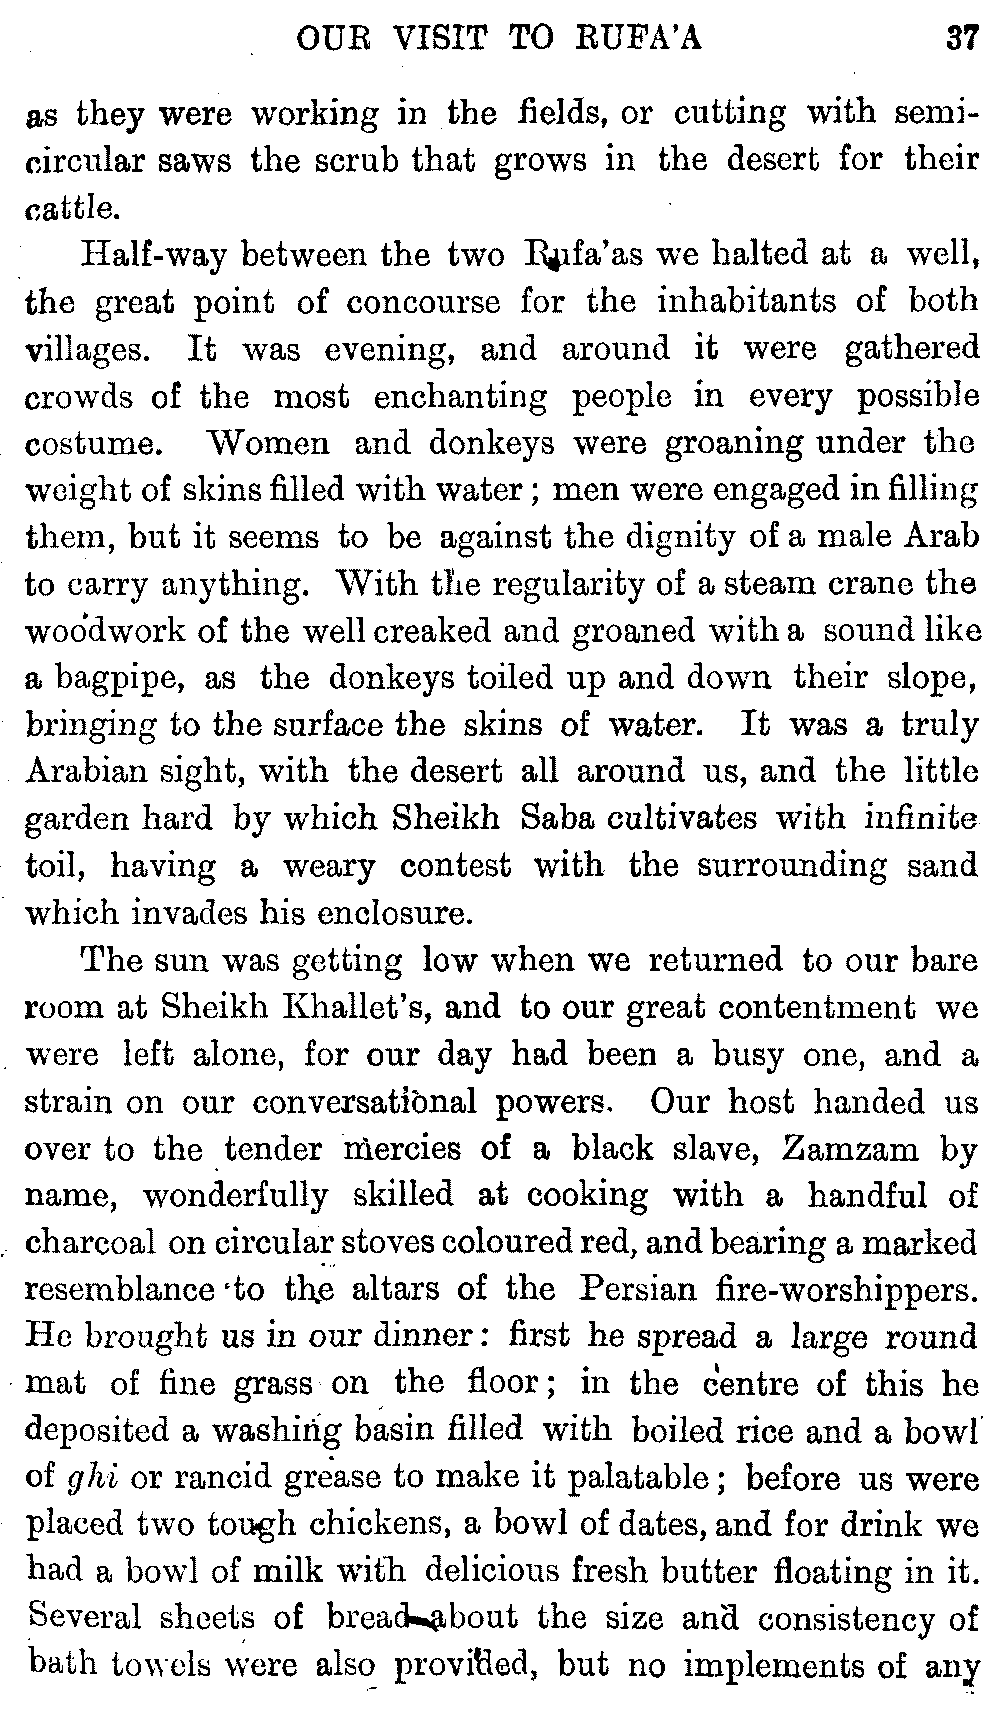 OUR VISIT TO RUFA'A 37
as they were working in the fields, or cutting with semi-
circular saws the scrub that grows in the desert for their
cattle.
Half-way between the two Rufa'as we halted at a well,
the great point of concourse for the inhabitants of both
villages. It was evening, and around it were gathered
crowds of the most enchanting people in every possible
costume. Women and donkeys were groaning under the
weight of skins filled with water; men were engaged in filling
them, but it seems to be against the dignity of a male Arab
to carry anything. With the regularity of a steam crane the
woodwork of the well creaked and groaned with a sound like
a bagpipe, as the donkeys toiled up and down their slope,
bringing to the surface the skins of water. It was a truly
Arabian sight, with the desert all around us, and the little
garden hard by which Sheikh Saba cultivates with infinite
toil, having a weary contest with the surrounding sand
which invades his enclosure.
The sun was getting low when we returned to our bare
room at Sheikh Khallet's, and to our great contentment we
were left alone, for our day had been a busy one, and a
strain on our conversational powers. Our host handed us
over to the tender mercies of a black slave, Zamzam by
name, wonderfully skilled at cooking with a handful of
charcoal on circular stoves coloured red, and bearing a marked
resemblance to the altars of the Persian fire-worshippers.
He brought us in our dinner: first he spread a large round
mat of fine grass on the floor; in the centre of this he
deposited a washing basin filled with boiled rice and a bowl
of ghi or rancid grease to make it palatable; before us were
placed two tough chickens, a bowl of dates, and for drink we
had a bowl of milk with delicious fresh butter floating in it.
Several sheets of bread about the size and consistency of
bath towels were also provided, but no implements of any